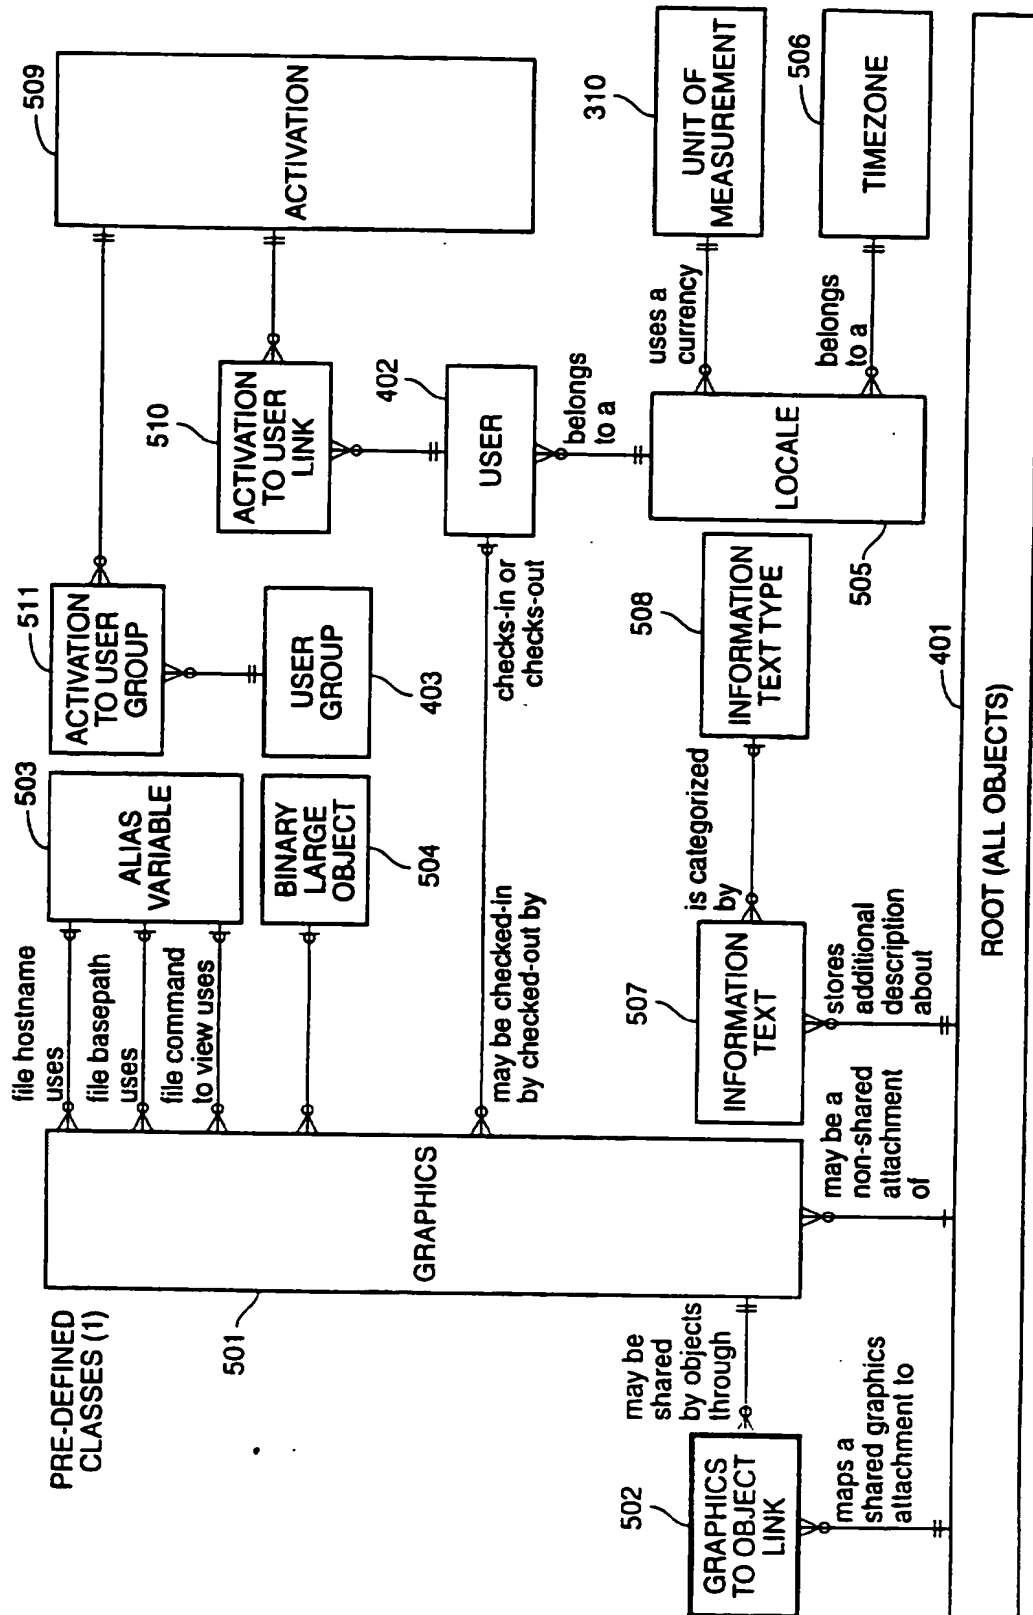 PRE-DEFINED
CLASSES (1)
501
GRAPHICS
file hostname
uses
file basepath
uses
file command
to view uses
503
ALIAS
VARIABLE
BINARY
LARGE
OBJECT
504
511
ACTIVATION
TO USER
GROUP
USER
GROUP
403
509
ACTIVATION
510
ACTIVATION
TO USER
LINK
402
USER
may be checked-in
by checked-out by
checks-in or
checks-out
belongs
to a
uses a
currency
310
UNIT OF
MEASUREMENT
506
TIMEZONE
belongs
to a
LOCALE
505
508
INFORMATION
TEXT TYPE
is categorized
by
507
INFORMATION
TEXT
stores
additional
description
about
may be a
non-shared
attachment
of
may be
shared
by objects
through
502
GRAPHICS
TO OBJECT
LINK
maps a
shared graphics
attachment to
401
ROOT (ALL OBJECTS)